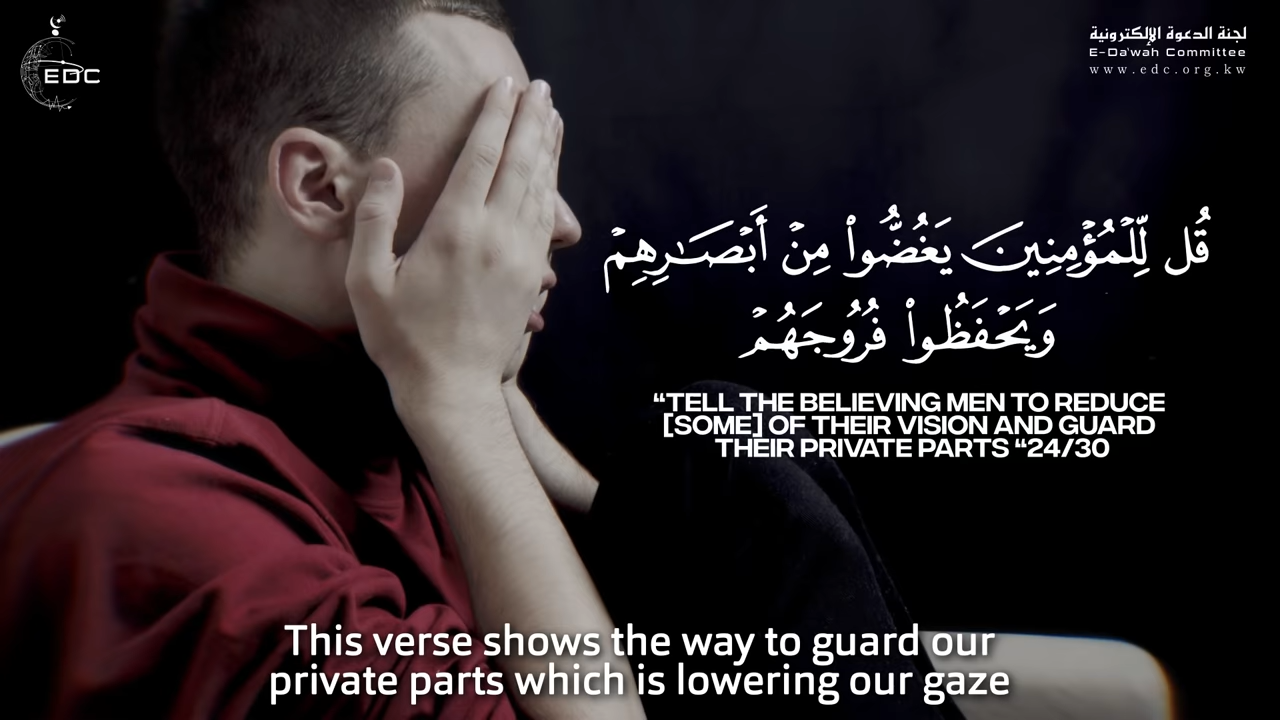 EDC
لجنة الدعوة الإلكترونية
E-Da'wah Committee
www.edc.org.kw
قُل لِّلْمُؤْمِنِينَ يَغُضُّوا۟ مِنْ أَبْصَـٰرِهِمْ
وَيَحْفَظُوا۟ فُرُوجَهُمْ
“TELL THE BELIEVING MEN TO REDUCE
[SOME] OF THEIR VISION AND GUARD
THEIR PRIVATE PARTS “24/30
This verse shows the way to guard our
private parts which is lowering our gaze